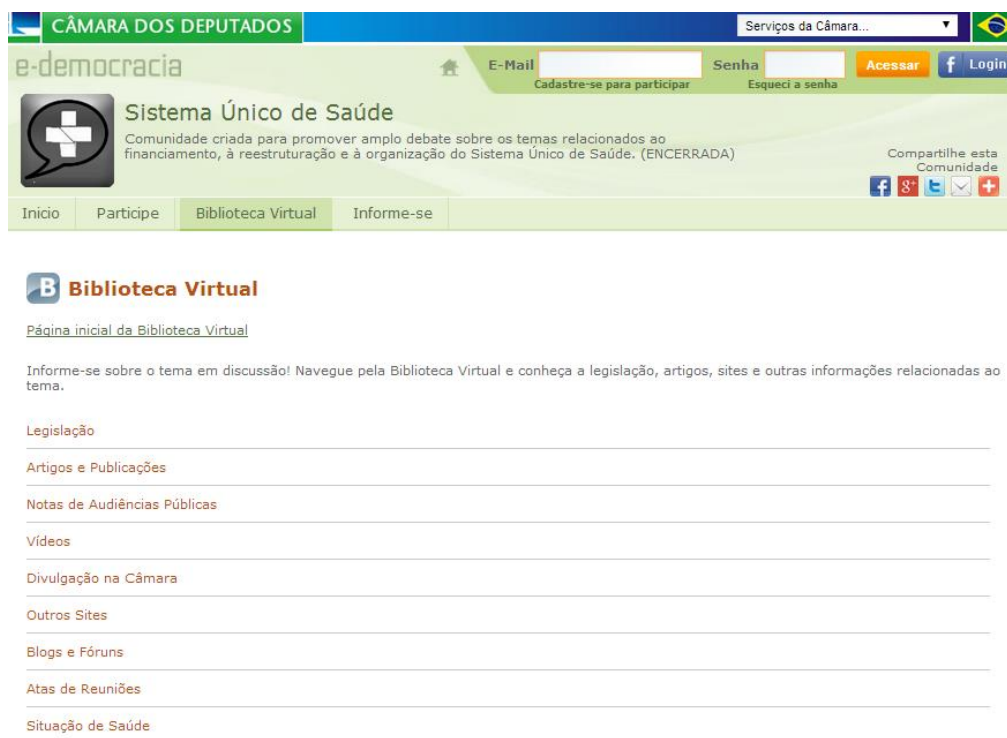 CÂMARA DOS DEPUTADOS
Serviços da Câmara...
e-democracia
E-Mail
Senha
Acessar
f Login
Cadastre-se para participar
Esqueci a senha
Sistema Único de Saúde
Comunidade criada para promover amplo debate sobre os temas relacionados ao
financiamento, à reestruturação e à organização do Sistema Único de Saúde. (ENCERRADA)
Compartilhe esta
Comunidade
Inicio
Participe
Biblioteca Virtual
Informe-se
B Biblioteca Virtual
Página inicial da Biblioteca Virtual
Informe-se sobre o tema em discussão! Navegue pela Biblioteca Virtual e conheça a legislação, artigos, sites e outras informações relacionadas ao
tema.
Legislação
Artigos e Publicações
Notas de Audiências Públicas
Vídeos
Divulgação na Câmara
Outros Sites
Blogs e Fóruns
Atas de Reuniões
Situação de Saúde